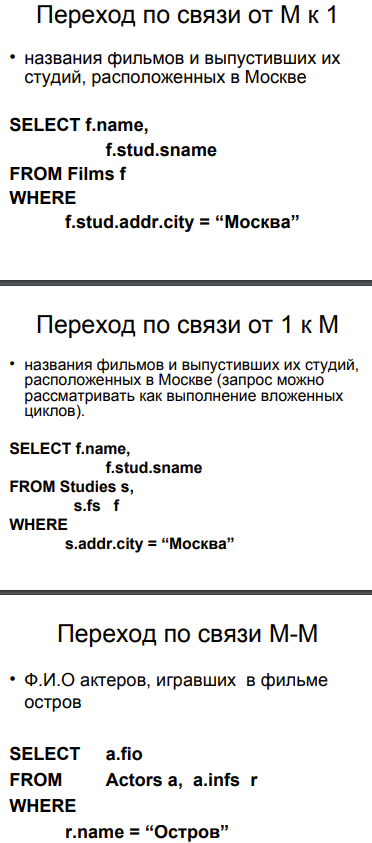 Переход по связи от М к 1
• названия фильмов и выпустивших их
студий, расположенных в Москве
SELECT f.name,
f.stud.sname
FROM Films f
WHERE
f.stud.addr.city = “Москва”
Переход по связи от 1 к М
• названия фильмов и выпустивших их студий,
расположенных в Москве (запрос можно
рассматривать как выполнение вложенных
циклов).
SELECT f.name,
f.stud.sname
FROM Studies s,
s.fs f
WHERE
s.addr.city = “Москва”
Переход по связи М-М
• Ф.И.О актеров, игравших в фильме
остров
SELECT a.fio
FROM Actors a, a.infs r
WHERE
r.name = “Остров”